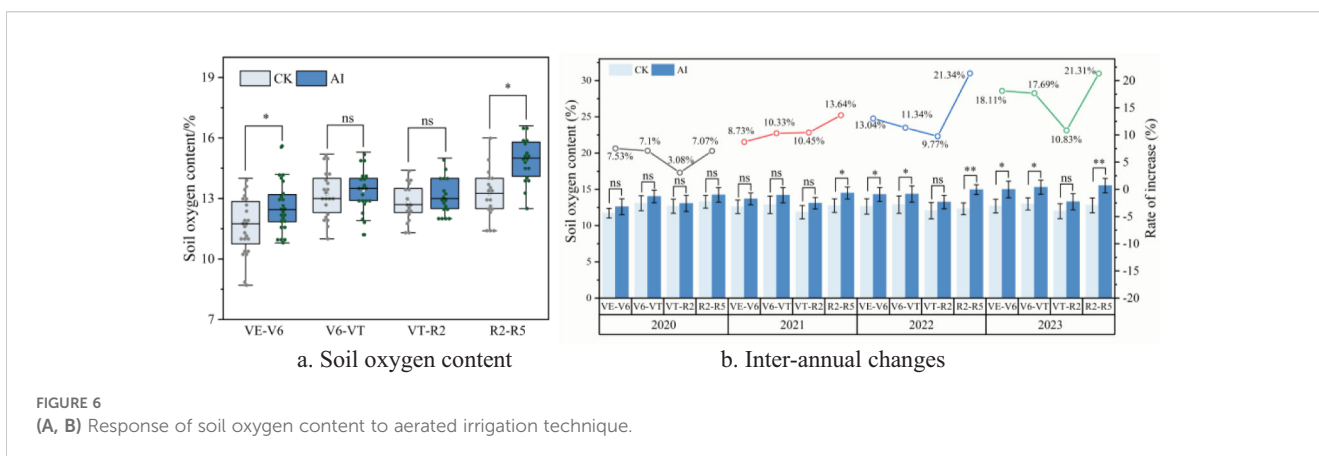 CK AI
Soil oxygen content/%
19
16
13
10
7
* ns ns *
VE-V6 V6-VT VT-R2 R2-R5
a. Soil oxygen content
CK AI
Soil oxygen content (%)
30
25
20
15
10
5
0
7.53% 7.1% 3.08% 7.07%
8.73% 10.33% 10.45% 13.64%
13.04% 11.34% 9.77% 21.34%
18.11% 17.69% 10.83% 21.31%
ns ns ns ns ns ns ns * * * ns ** * * ns **
Rate of increase (%)
20
15
10
5
0
-5
-10
-15
-20
VE-V6 V6-VT VT-R2 R2-R5 VE-V6 V6-VT VT-R2 R2-R5 VE-V6 V6-VT VT-R2 R2-R5 VE-V6 V6-VT VT-R2 R2-R5
2020 2021 2022 2023
b. Inter-annual changes
FIGURE 6
(A, B) Response of soil oxygen content to aerated irrigation technique.